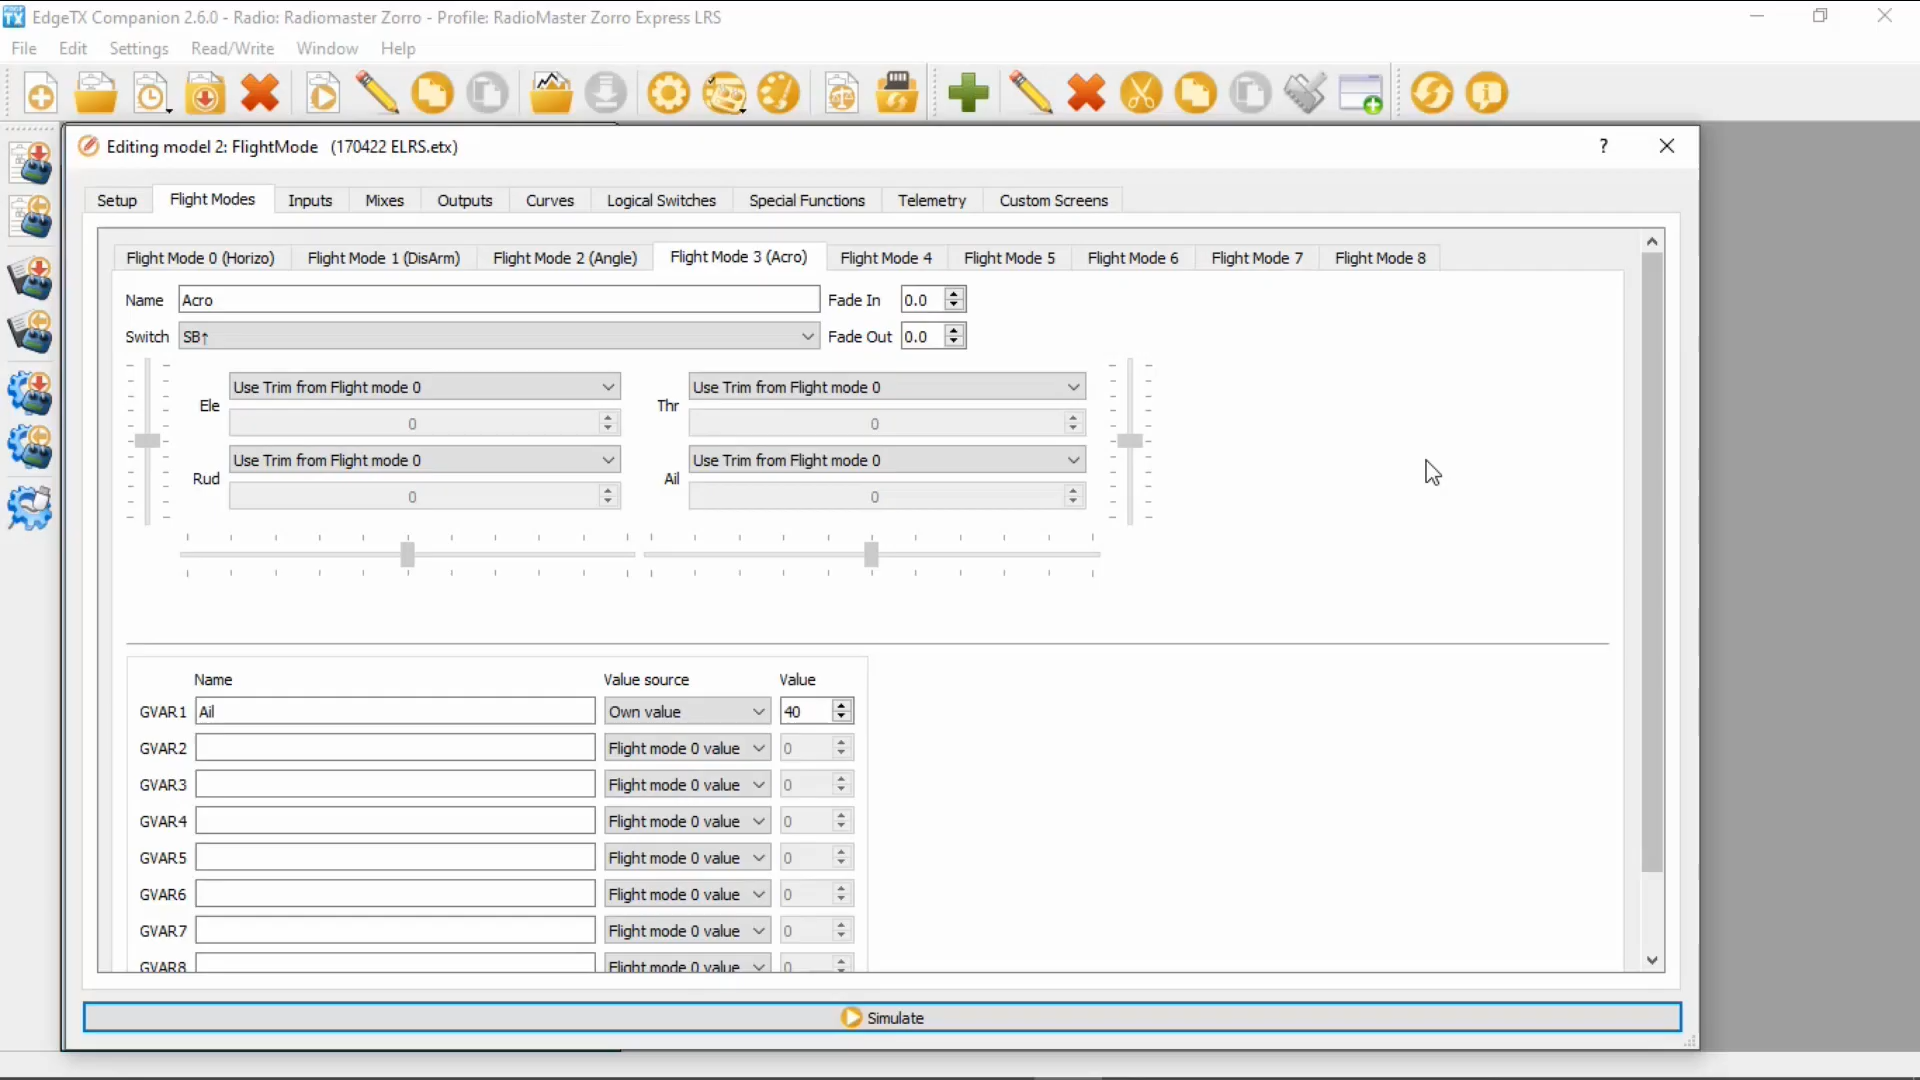 EdgeTX Companion 2.6.0 - Radio: Radiomaster Zorro - Profile: RadioMaster Zorro Express LRS
File Edit Settings Read/Write Window Help
Editing model 2: FlightMode (170422 ELRS.etx) ?
Setup Flight Modes Inputs Mixes Outputs Curves Logical Switches Special Functions Telemetry Custom Screens
Flight Mode 0 (Horizo) Flight Mode 1 (DisArm) Flight Mode 2 (Angle) Flight Mode 3 (Acro) Flight Mode 4 Flight Mode 5 Flight Mode 6 Flight Mode 7 Flight Mode 8
Name Acro Fade In 0.0
Switch SB↑ Fade Out 0.0
Ele Use Trim from Flight mode 0 Thr Use Trim from Flight mode 0
0 0
Rud Use Trim from Flight mode 0 Ail Use Trim from Flight mode 0
0 0
Name Value source Value
GVAR1 Ail Own value 40
GVAR2 Flight mode 0 value 0
GVAR3 Flight mode 0 value 0
GVAR4 Flight mode 0 value 0
GVAR5 Flight mode 0 value 0
GVAR6 Flight mode 0 value 0
GVAR7 Flight mode 0 value 0
GVAR8 Flight mode 0 value 0
Simulate